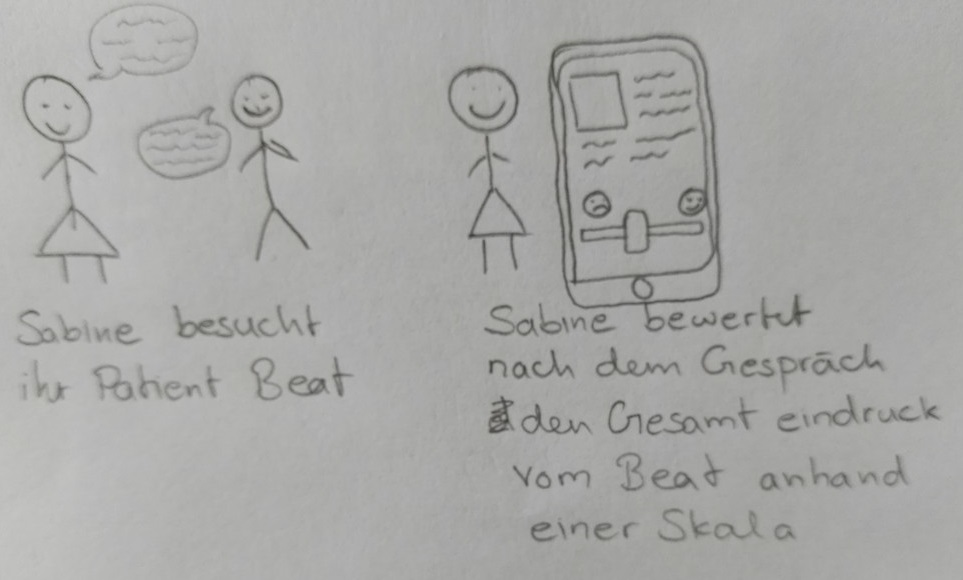 Sabine besucht
ihr Patient Beat
Sabine bewertet
nach dem Gespräch
den Gesamt eindruck
vom Beat anhand
einer Skala